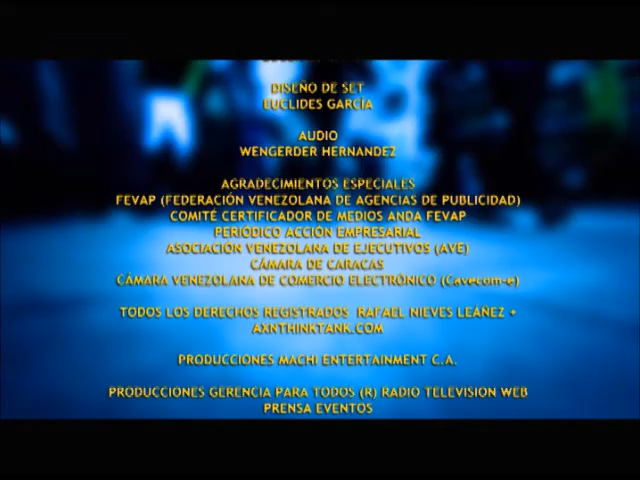 DISEÑO DE SET
EUCLIDES GARCÍA
AUDIO
WENGERDER HERNANDEZ
AGRADECIMIENTOS ESPECIALES
FEVAP (FEDERACIÓN VENEZOLANA DE AGENCIAS DE PUBLICIDAD)
COMITÉ CERTIFICADOR DE MEDIOS ANDA FEVAP
PERIÓDICO ACCIÓN EMPRESARIAL
ASOCIACIÓN VENEZOLANA DE EJECUTIVOS (AVE)
CÁMARA DE CARACAS
CÁMARA VENEZOLANA DE COMERCIO ELECTRÓNICO (Cavecom-e)
TODOS LOS DERECHOS REGISTRADOS RAFAEL NIEVES LEÁÑEZ +
AXNTHINKTANK.COM
PRODUCCIONES MACHI ENTERTAINMENT C.A.
PRODUCCIONES GERENCIA PARA TODOS (R) RADIO TELEVISION WEB
PRENSA EVENTOS